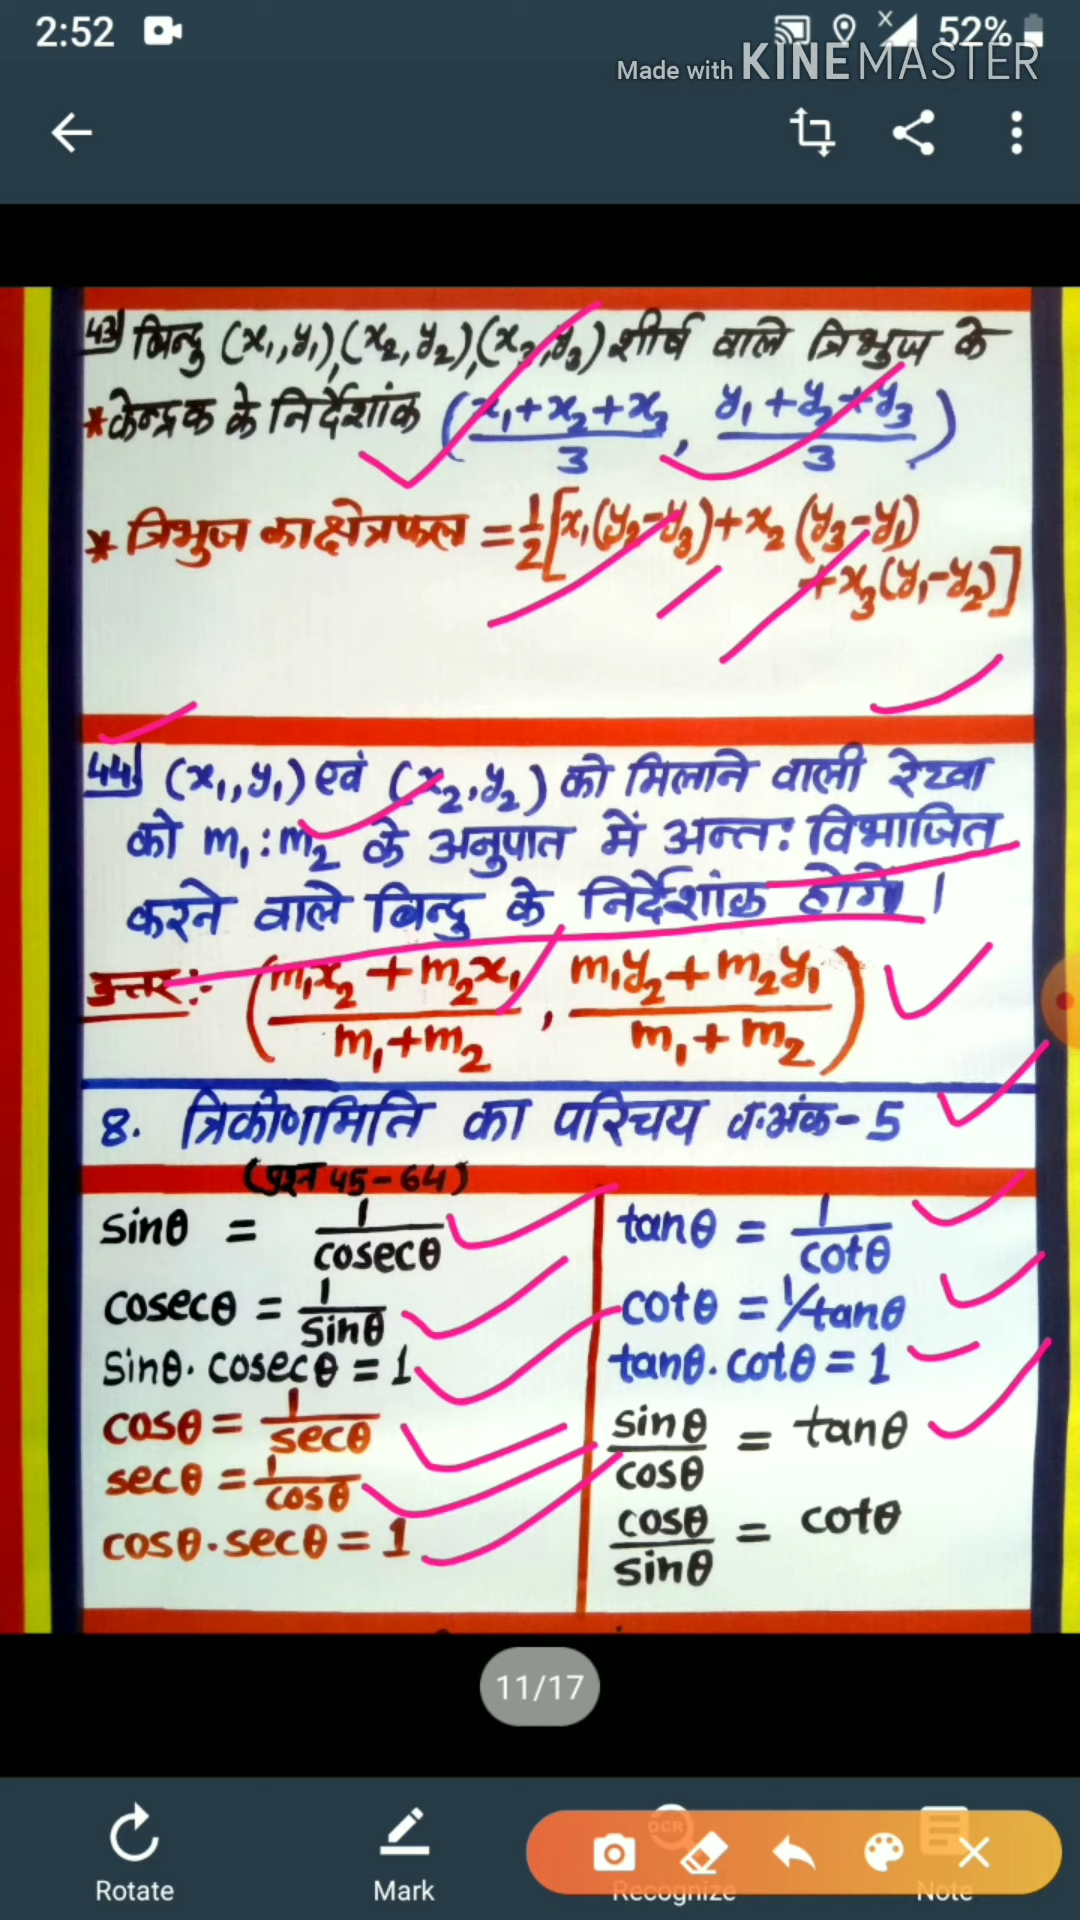 2:52
52%
Made with KINEMASTER
43) बिन्दु (x₁,y₁),(x₂,y₂),(x₃,y₃) शीर्ष वाले त्रिभुज के
*केन्द्रक के निर्देशांक (x₁+x₂+x₃/3, y₁+y₂+y₃/3)
* त्रिभुज का क्षेत्रफल = 1/2[x₁(y₂-y₃)+x₂(y₃-y₁)
+x₃(y₁-y₂)]
44) (x₁,y₁) एवं (x₂,y₂) को मिलाने वाली रेखा
को m₁:m₂ के अनुपात में अन्तः विभाजित
करने वाले बिन्दु के निर्देशांक होगे।
उत्तर:- (m₁x₂+m₂x₁/m₁+m₂, m₁y₂+m₂y₁/m₁+m₂)
8. त्रिकोणमिति का परिचय व.अंक-5
(प्रश्न 45-64)
sinθ = 1/cosecθ
cosecθ = 1/sinθ
sinθ.cosecθ = 1
cosθ = 1/secθ
secθ = 1/cosθ
cosθ.secθ = 1
tanθ = 1/cotθ
cotθ = 1/tanθ
tanθ.cotθ = 1
sinθ/cosθ = tanθ
cosθ/sinθ = cotθ
11/17
Rotate
Mark
Recognize
Note
OCR